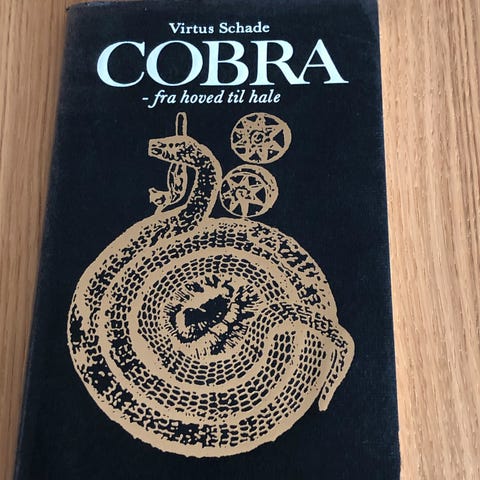 Virtus Schade
COBRA
- fra hoved til hale